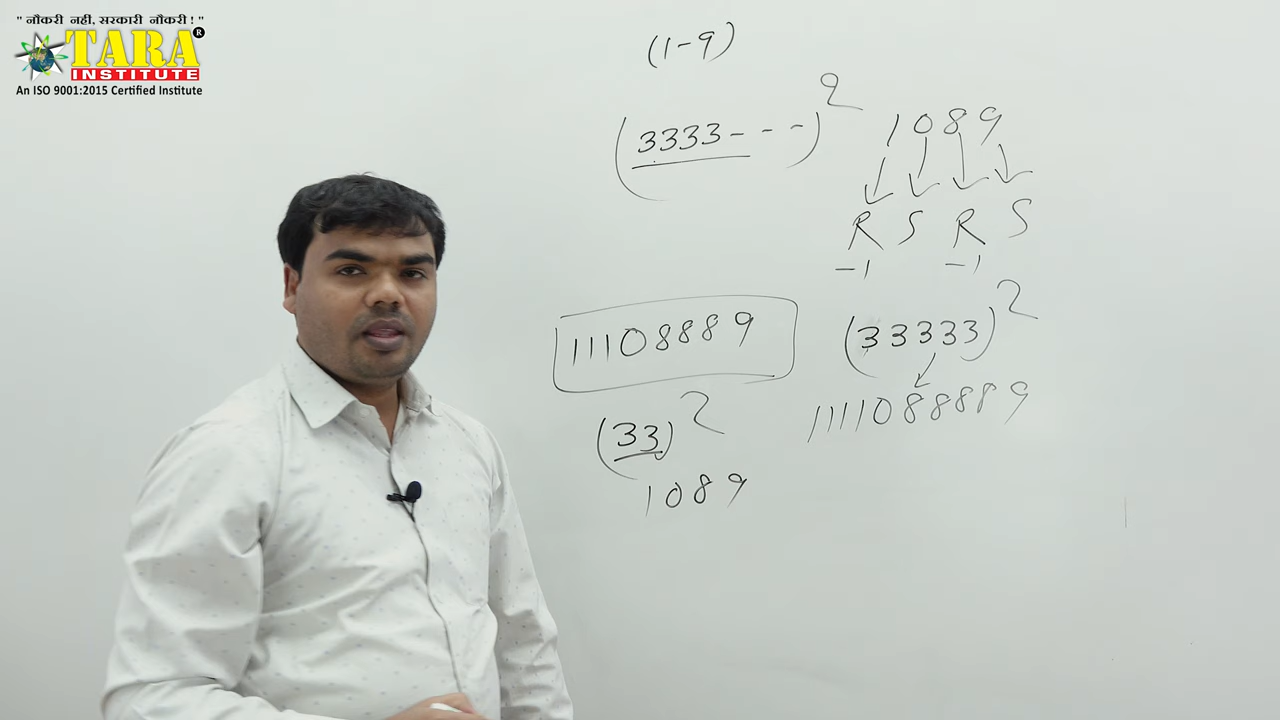 " नौकरी नहीं, सरकारी नौकरी ! "
TARA®
INSTITUTE
An ISO 9001:2015 Certified Institute
(1-9)
(3333---)²
1089
R S R S
-1 -1
11108889
(33333)²
1111088889
(33)²
1089